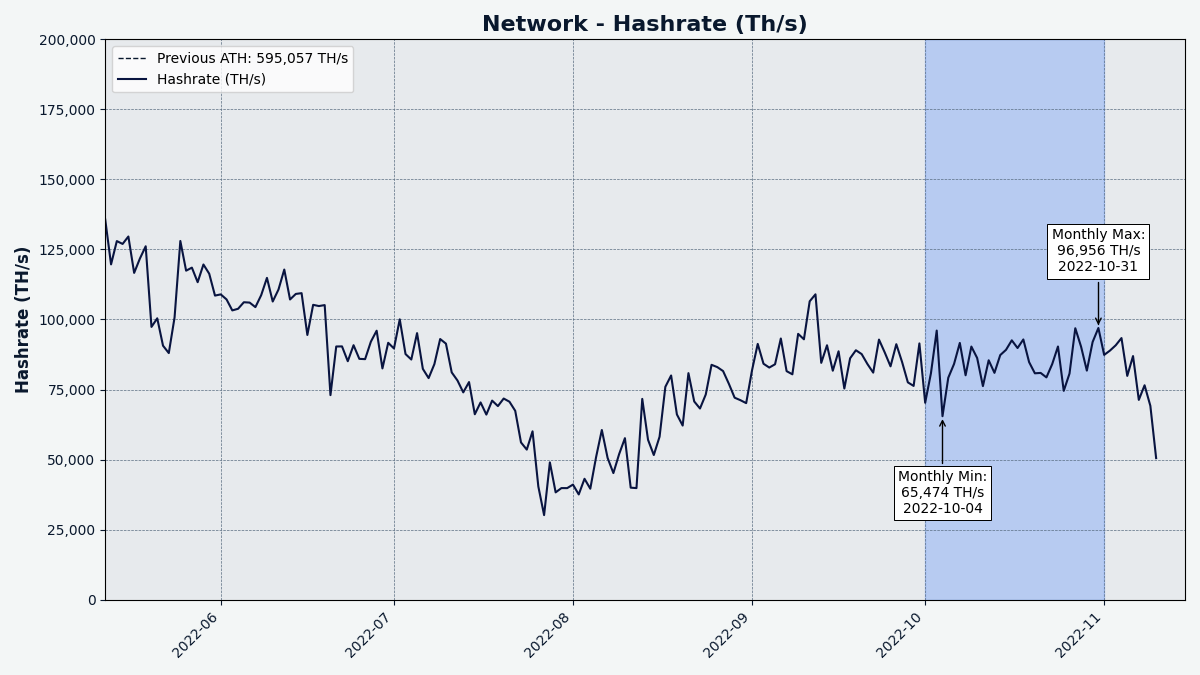 Network - Hashrate (Th/s)
Previous ATH: 595,057 TH/s
Hashrate (TH/s)
Hashrate (TH/s)
200,000
175,000
150,000
125,000
100,000
75,000
50,000
25,000
0
Monthly Max:
96,956 TH/s
2022-10-31
Monthly Min:
65,474 TH/s
2022-10-04
2022-06
2022-07
2022-08
2022-09
2022-10
2022-11